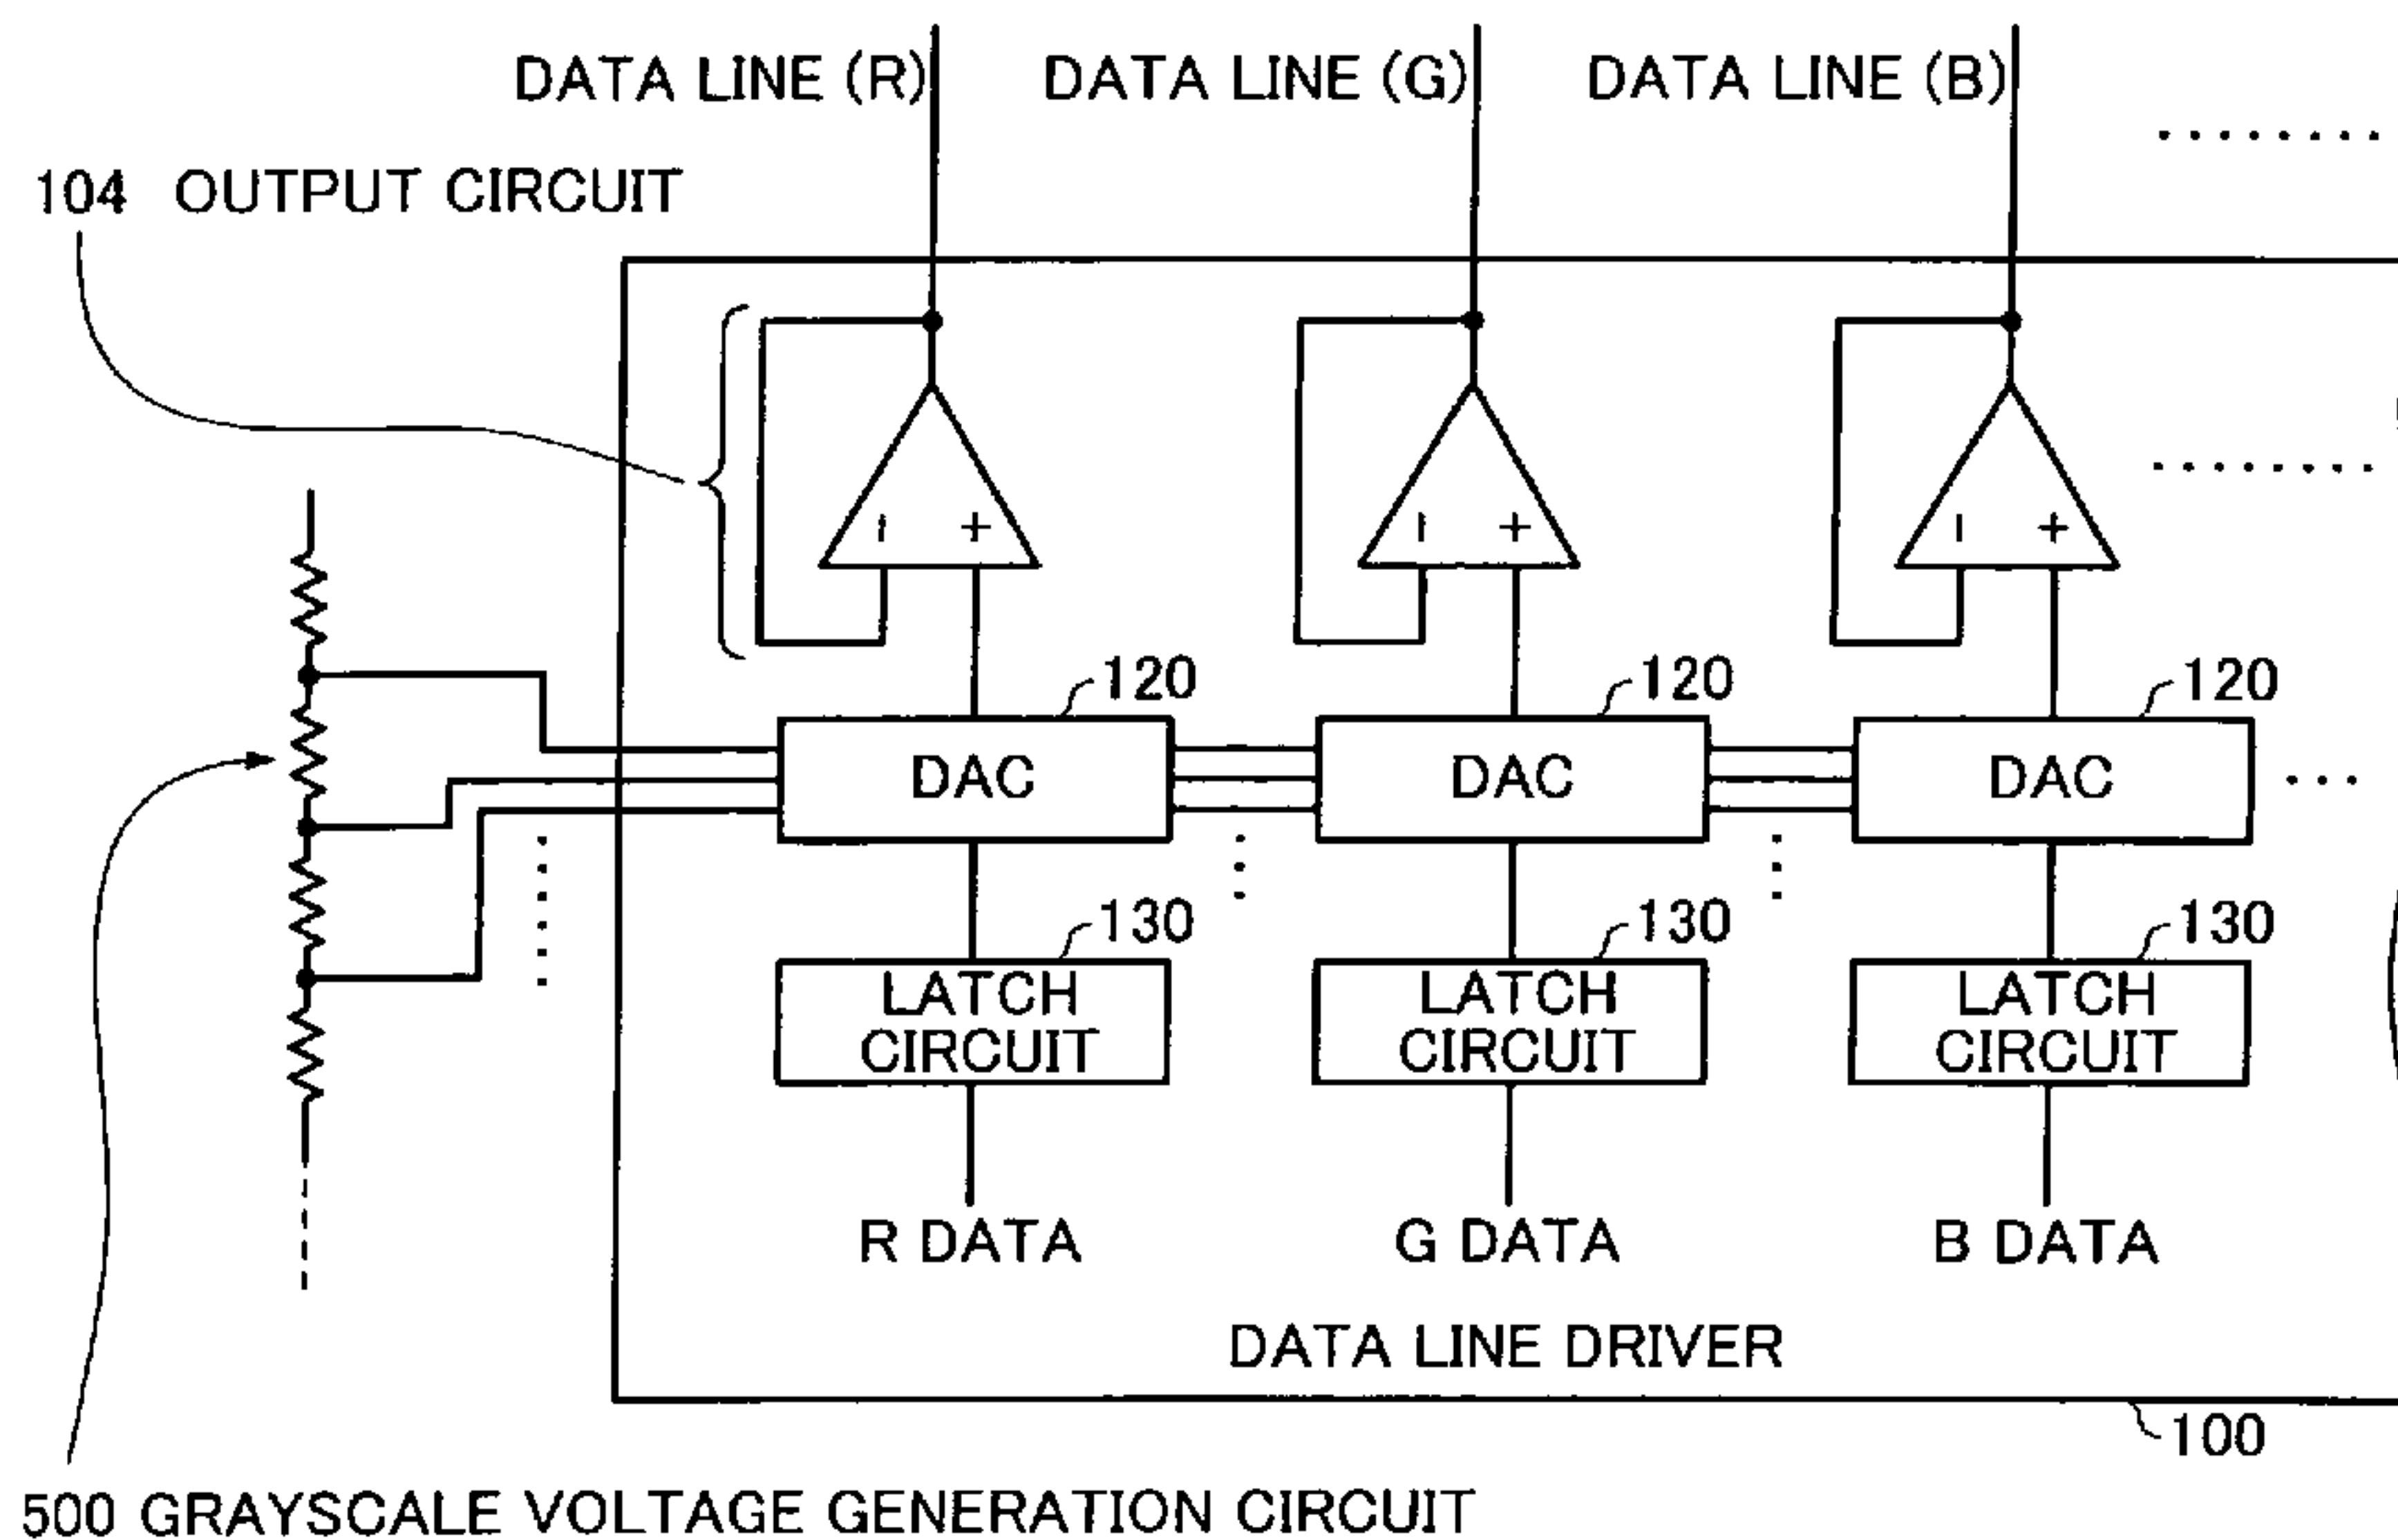 DATA LINE (R) DATA LINE (G) DATA LINE (B)
104 OUTPUT CIRCUIT
- + - + - +
120 120 120
DAC DAC DAC
130 130 130
LATCH CIRCUIT LATCH CIRCUIT LATCH CIRCUIT
R DATA G DATA B DATA
DATA LINE DRIVER
100
500 GRAYSCALE VOLTAGE GENERATION CIRCUIT